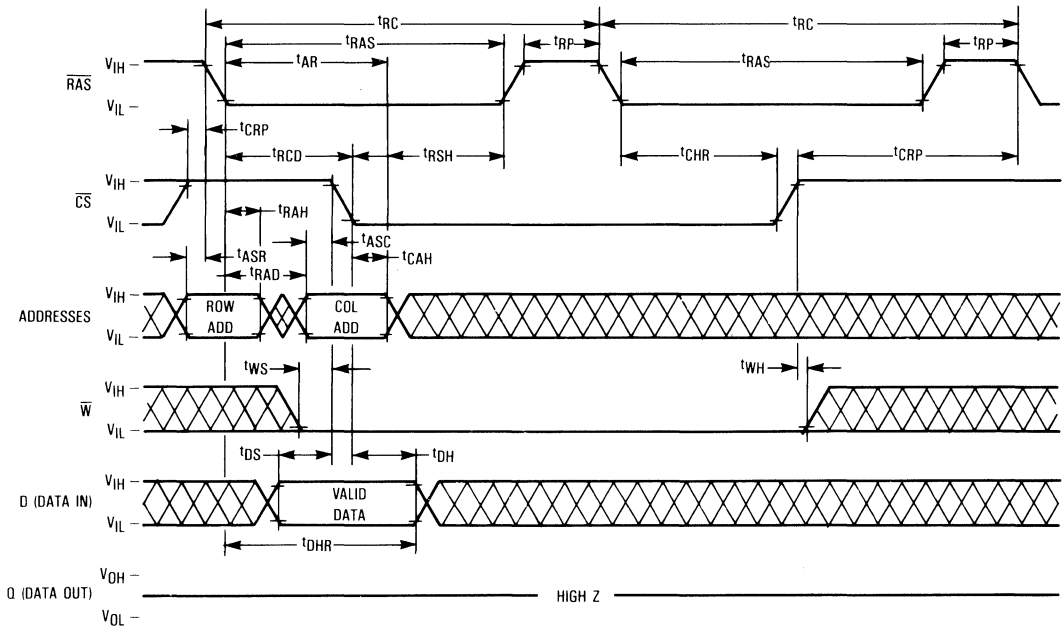 tRC tRC
tRAS tRP tRP
tAR tRAS
VIH
RAS
VIL
tCRP
tRCD tRSH tCHR tCRP
VIH
CS
VIL
tRAH
tASC
tASR tCAH
tRAD
VIH
ADDRESSES
ROW ADD
COL ADD
VIL
tWS tWH
VIH
W
VIL
tDS tDH
VIH
D (DATA IN)
VALID DATA
VIL
tDHR
VOH
Q (DATA OUT) HIGH Z
VOL